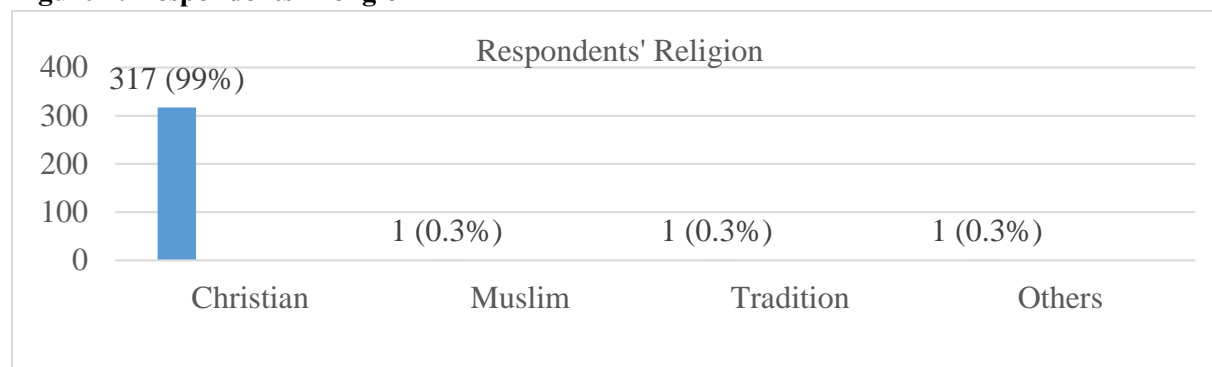 Respondents' Religion
400
317 (99%)
300
200
100
1 (0.3%)
1 (0.3%)
1 (0.3%)
0
Christian
Muslim
Tradition
Others